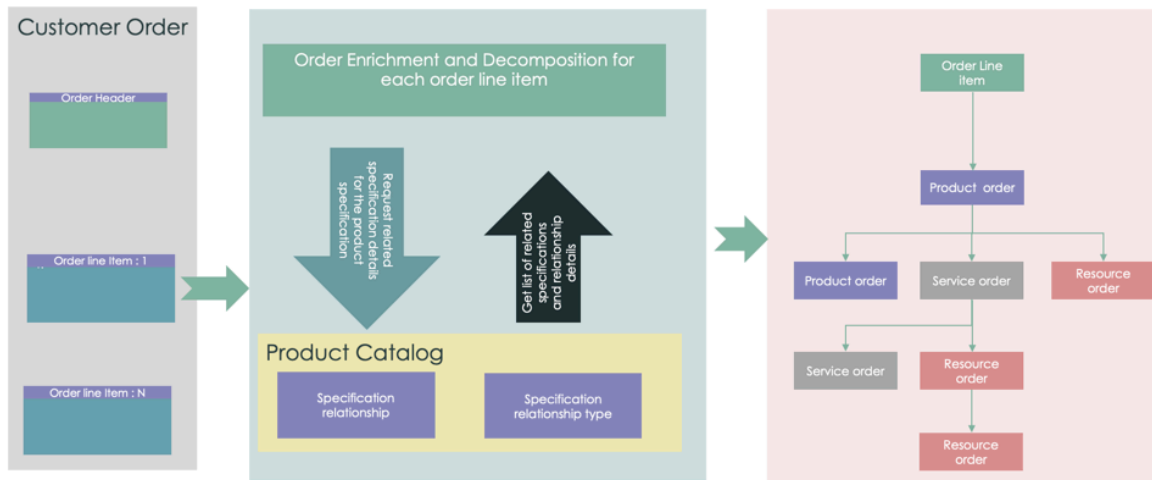 Customer Order
Order Header
Order line Item : 1
Order line Item : N
Order Enrichment and Decomposition for
each order line item
Request related
specification details
for the product
specification
Get list of related
specifications
and relationship
details
Product Catalog
Specification
relationship
Specification
relationship type
Order Line
item
Product order
Product order
Service order
Resource
order
Service order
Resource
order
Resource
order